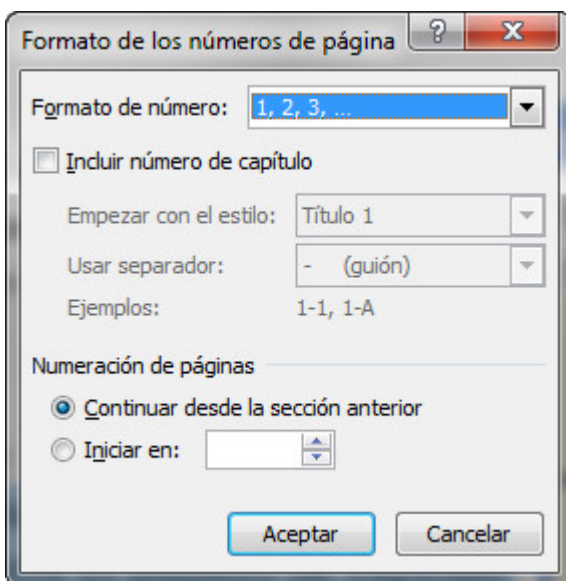 Formato de los números de página
Formato de número: 1, 2, 3, ...
Incluir número de capítulo
Empezar con el estilo: Título 1
Usar separador: - (guión)
Ejemplos: 1-1, 1-A
Numeración de páginas
Continuar desde la sección anterior
Iniciar en:
Aceptar Cancelar